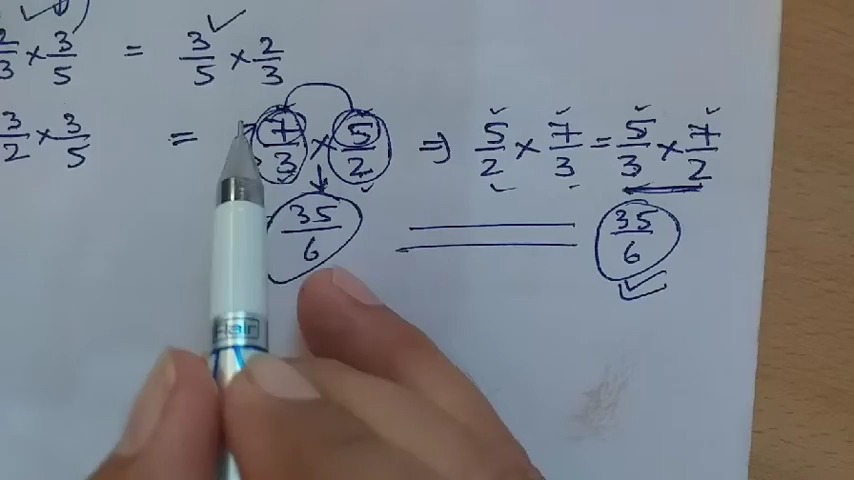 2/3 × 3/5 = 3/5 × 2/3
3/2 × 3/5 = 7/3 × 5/2 ⇒ 5/2 × 7/3 = 5/3 × 7/2
35/6 35/6
Flair